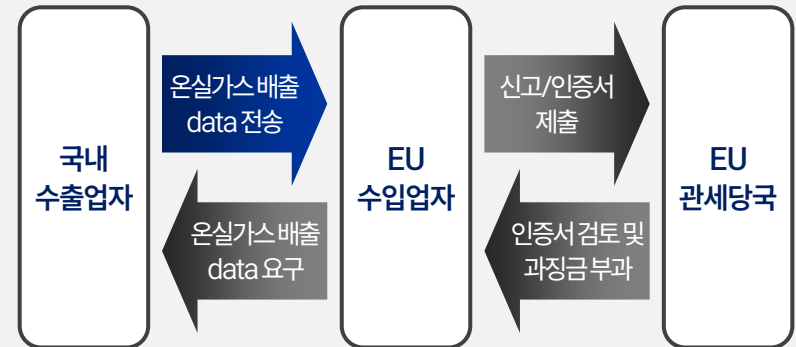 국내
수출업자
온실가스 배출
data 전송
온실가스 배출
data 요구
EU
수입업자
신고/인증서
제출
인증서 검토 및
과징금 부과
EU
관세당국